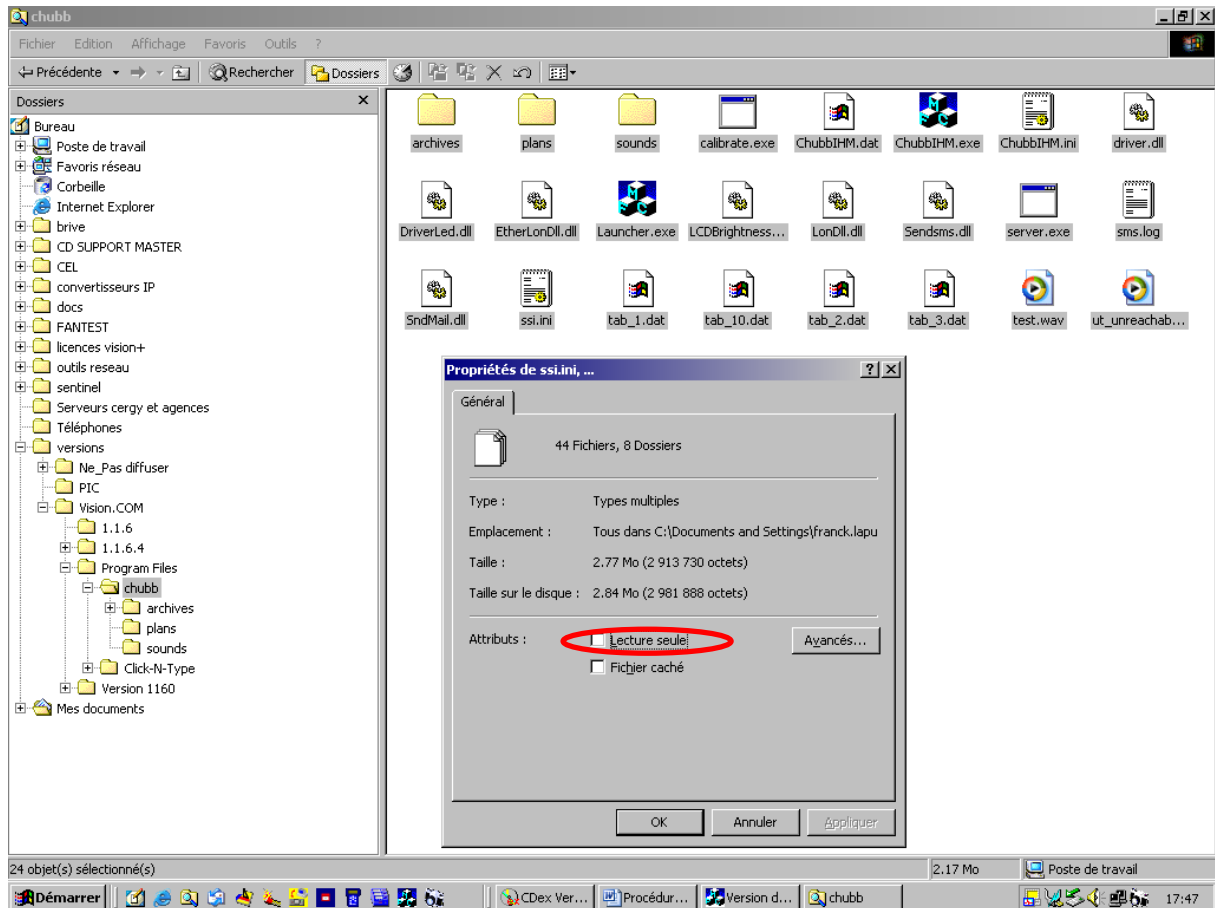 chubb
Fichier Edition Affichage Favoris Outils ?
Précédente Rechercher Dossiers
Dossiers
Bureau
Poste de travail
Favoris réseau
Corbeille
Internet Explorer
brive
CD SUPPORT MASTER
CEL
convertisseurs IP
docs
FANTEST
licences vision+
outils reseau
sentinel
Serveurs cergy et agences
Téléphones
versions
Ne_Pas diffuser
PIC
Vision.COM
1.1.6
1.1.6.4
Program Files
chubb
archives
plans
sounds
Click-N-Type
Version 1160
Mes documents
archives plans sounds calibrate.exe ChubbIHM.dat ChubbIHM.exe ChubbIHM.ini driver.dll
DriverLed.dll EtherLonDll.dll Launcher.exe LCDBrightness... LonDll.dll Sendsms.dll server.exe sms.log
SndMail.dll ssi.ini tab_1.dat tab_10.dat tab_2.dat tab_3.dat test.wav ut_unreachab...
Propriétés de ssi.ini, ...
Général
44 Fichiers, 8 Dossiers
Type : Types multiples
Emplacement : Tous dans C:\Documents and Settings\franck.lapu
Taille : 2.77 Mo (2 913 730 octets)
Taille sur le disque : 2.84 Mo (2 981 888 octets)
Attributs : Lecture seule Avancés...
Fichier caché
OK Annuler Appliquer
24 objet(s) sélectionné(s) 2.17 Mo Poste de travail
Démarrer CDex Ver... Procédur... Version d... chubb 17:47